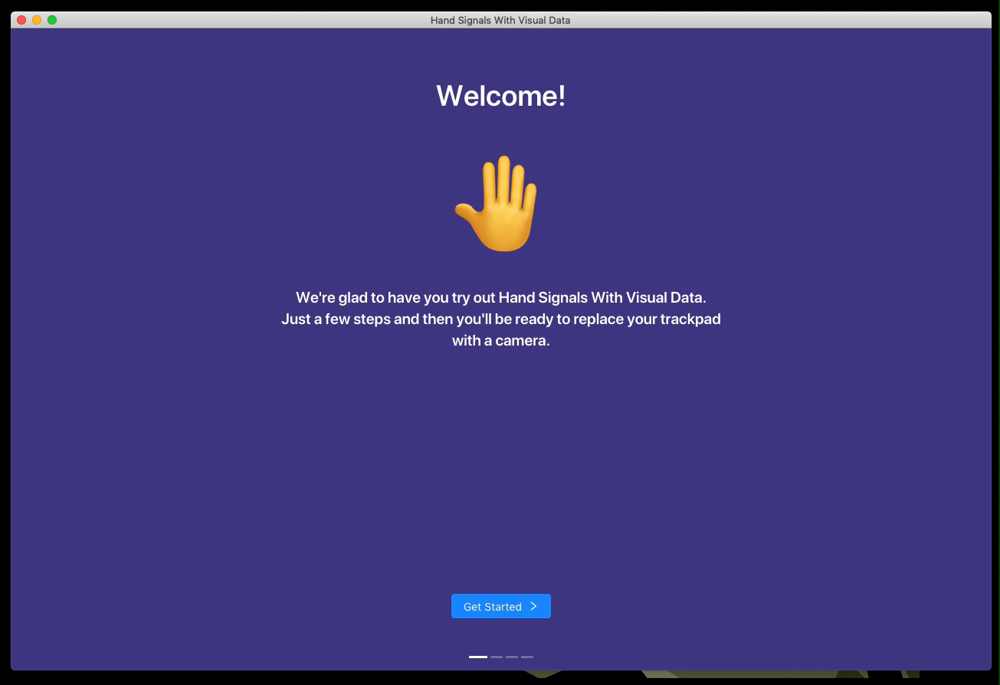 Hand Signals With Visual Data
Welcome!
We're glad to have you try out Hand Signals With Visual Data.
Just a few steps and then you'll be ready to replace your trackpad
with a camera.
Get Started